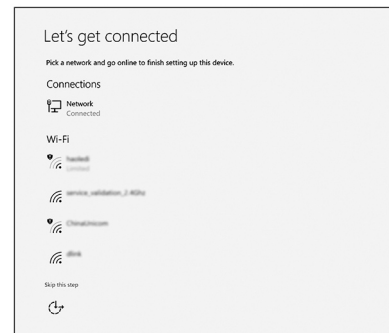 Let's get connected
Pick a network and go online to finish setting up this device.
Connections
Network
Connected
Wi-Fi
service_validation_2.4Ghz
ChinaUnicom
dlink
Skip this step